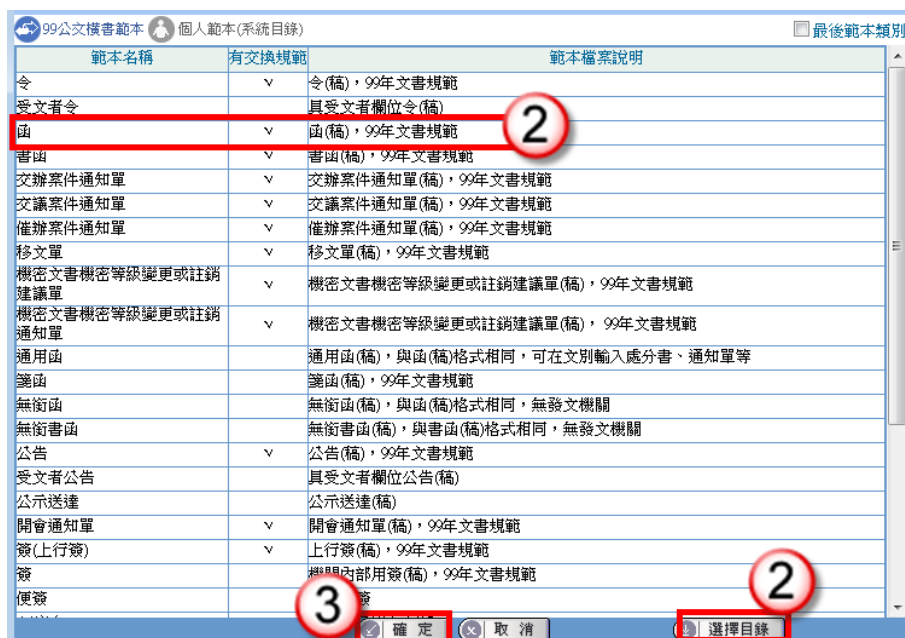 99公文橫書範本 個人範本(系統目錄) 最後範本類別
範本名稱 有交換規範 範本檔案說明
令 v 令(稿),99年文書規範
受文者令 具受文者欄位令(稿)
函 v 函(稿),99年文書規範 2
書函 v 書函(稿),99年文書規範
交辦案件通知單 v 交辦案件通知單(稿),99年文書規範
交議案件通知單 v 交議案件通知單(稿),99年文書規範
催辦案件通知單 v 催辦案件通知單(稿),99年文書規範
移文單 v 移文單(稿),99年文書規範
機密文書機密等級變更或註銷
建議單 v 機密文書機密等級變更或註銷建議單(稿),99年文書規範
機密文書機密等級變更或註銷
通知單 v 機密文書機密等級變更或註銷建議單(稿), 99年文書規範
通用函 通用函(稿),與函(稿)格式相同,可在文別輸入處分書、通知單等
箋函 箋函(稿),99年文書規範
無銜函 無銜函(稿),與函(稿)格式相同,無發文機關
無銜書函 無銜書函(稿),與書函(稿)格式相同,無發文機關
公告 v 公告(稿),99年文書規範
受文者公告 具受文者欄位公告(稿)
公示送達 公示送達(稿)
開會通知單 v 開會通知單(稿),99年文書規範
簽(上行簽) v 上行簽(稿),99年文書規範
簽 機關內部用簽(稿),99年文書規範
便簽 簽
3 確 定 取 消 2 選擇目錄